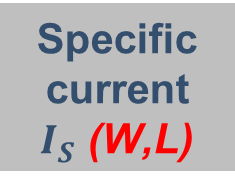 Specific
current
I_S (W,L)